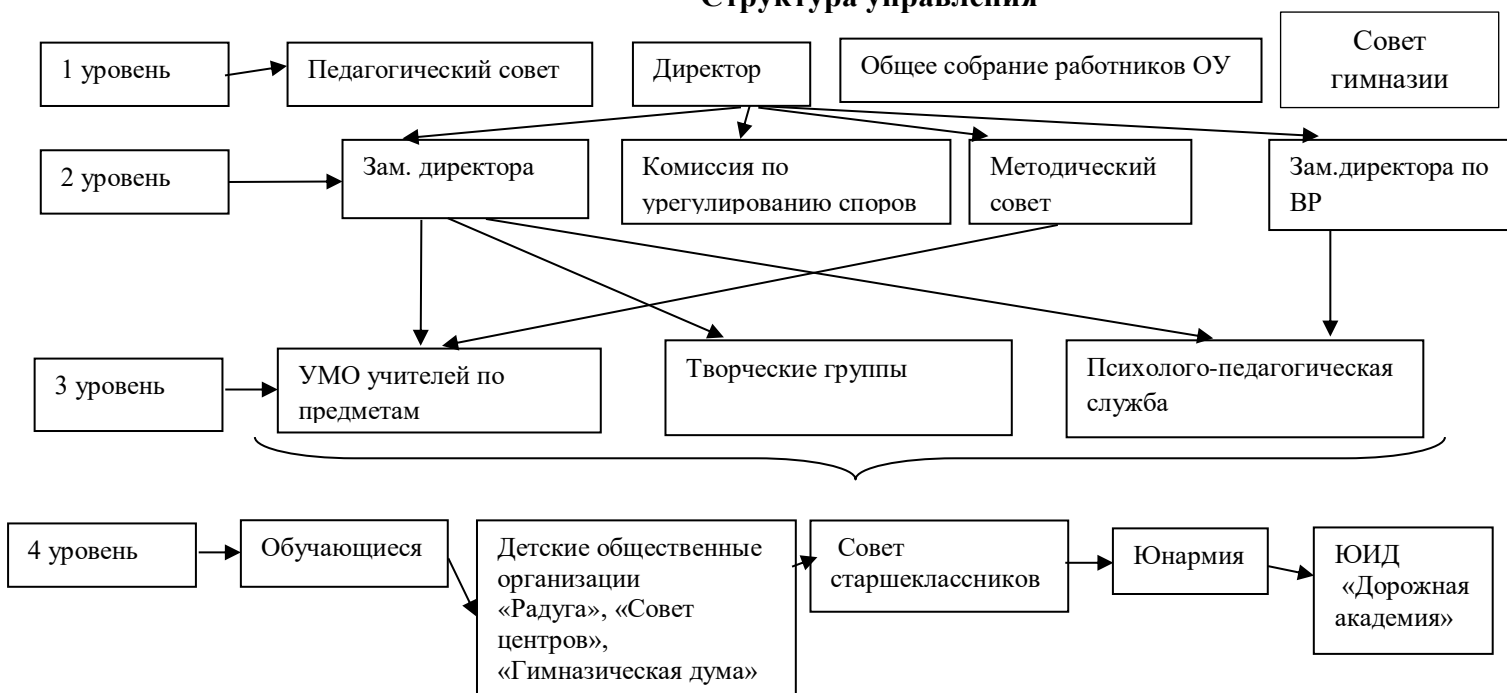 Структура управления
1 уровень
Педагогический совет
Директор
Общее собрание работников ОУ
Совет
гимназии
2 уровень
Зам. директора
Комиссия по
урегулированию споров
Методический
совет
Зам.директора по
ВР
3 уровень
УМО учителей по
предметам
Творческие группы
Психолого-педагогическая
служба
4 уровень
Обучающиеся
Детские общественные
организации
«Радуга», «Совет
центров»,
«Гимназическая дума»
Совет
старшеклассников
Юнармия
ЮИД
«Дорожная
академия»